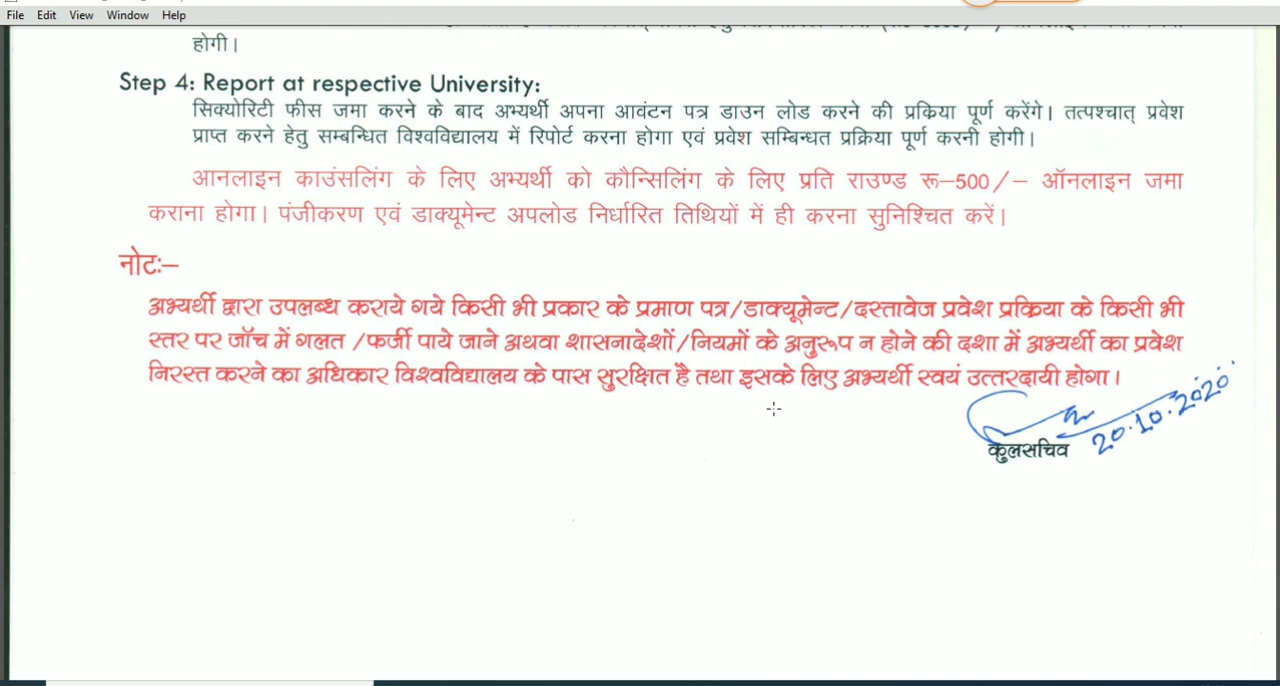 File Edit View Window Help
होगी।
Step 4: Report at respective University:
सिक्योरिटी फीस जमा करने के बाद अभ्यर्थी अपना आवंटन पत्र डाउन लोड करने की प्रकिया पूर्ण करेंगे। तत्पश्चात् प्रवेश
प्राप्त करने हेतु सम्बन्धित विश्वविद्यालय में रिपोर्ट करना होगा एवं प्रवेश सम्बिन्धत प्रक्रिया पूर्ण करनी होगी।
आनलाइन काउंसलिंग के लिए अभ्यर्थी को कौन्सिलिंग के लिए प्रति राउण्ड रू–500/– ऑनलाइन जमा
कराना होगा। पंजीकरण एवं डाक्यूमेन्ट अपलोड निर्धारित तिथियों में ही करना सुनिश्चित करें।
नोटः–
अभ्यर्थी द्वारा उपलब्ध कराये गये किसी भी प्रकार के प्रमाण पत्र/डाक्यूमेन्ट/दस्तावेज प्रवेश प्रकिया के किसी भी
स्तर पर जॉच में गलत /फर्जी पाये जाने अथवा शासनादेशों/नियमों के अनुरूप न होने की दशा में अभ्यर्थी का प्रवेश
निरस्त करने का अधिकार विश्वविद्यालय के पास सुरक्षित है तथा इसके लिए अभ्यर्थी स्वयं उत्तरदायी होगा।
20.10.2020
कुलसचिव